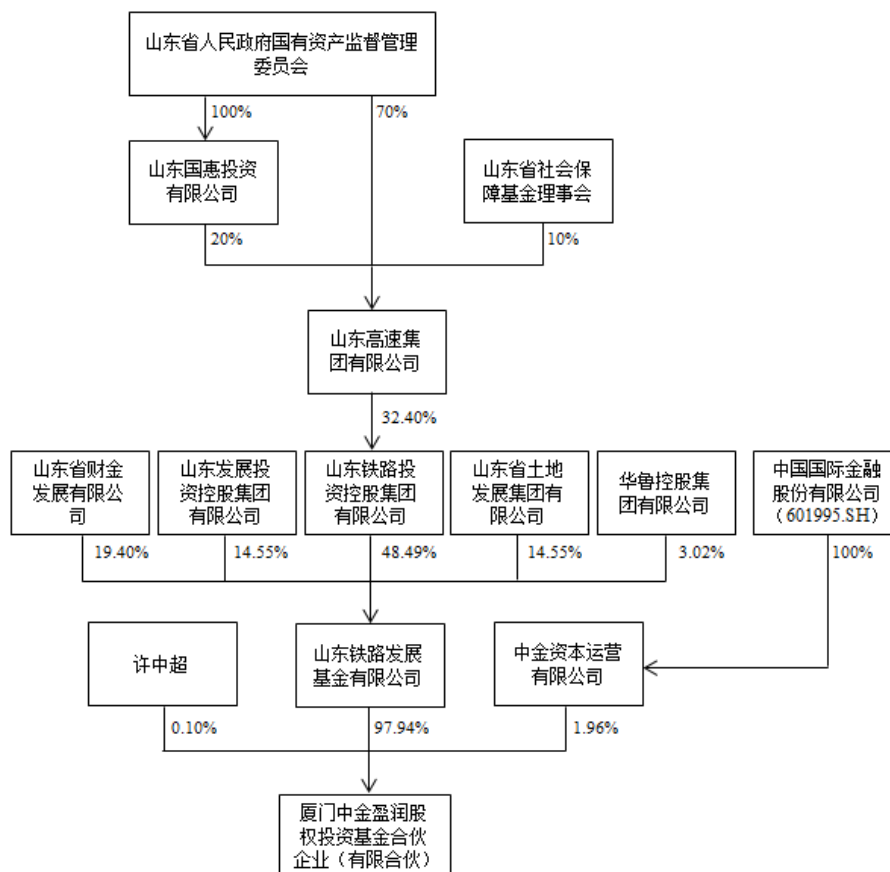 山东省人民政府国有资产监督管理
委员会
100%
70%
山东国惠投资
有限公司
山东省社会保
障基金理事会
20%
10%
山东高速集
团有限公司
32.40%
山东省财金
发展有限公
司
山东发展投
资控股集团
有限公司
山东铁路投
资控股集团
有限公司
山东省土地
发展集团有
限公司
华鲁控股集
团有限公司
中国国际金融
股份有限公司
（601995.SH）
19.40%
14.55%
48.49%
14.55%
3.02%
100%
许中超
山东铁路发展
基金有限公司
中金资本运营
有限公司
0.10%
97.94%
1.96%
厦门中金盈润股
权投资基金合伙
企业（有限合伙）